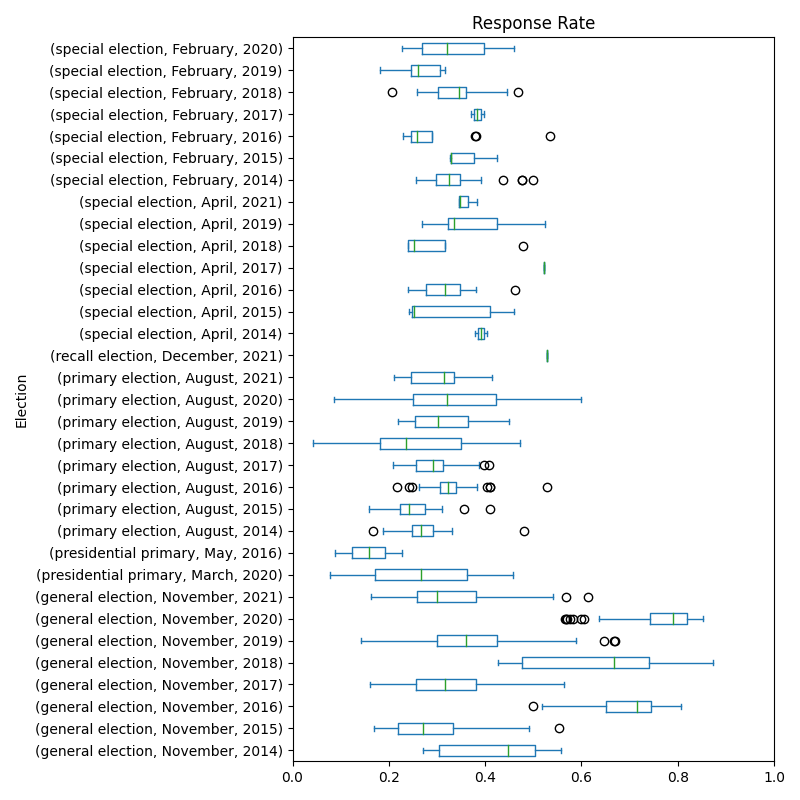 Response Rate
(special election, February, 2020)
(special election, February, 2019)
(special election, February, 2018)
(special election, February, 2017)
(special election, February, 2016)
(special election, February, 2015)
(special election, February, 2014)
(special election, April, 2021)
(special election, April, 2019)
(special election, April, 2018)
(special election, April, 2017)
(special election, April, 2016)
(special election, April, 2015)
(special election, April, 2014)
(recall election, December, 2021)
(primary election, August, 2021)
(primary election, August, 2020)
(primary election, August, 2019)
(primary election, August, 2018)
(primary election, August, 2017)
(primary election, August, 2016)
(primary election, August, 2015)
(primary election, August, 2014)
(presidential primary, May, 2016)
(presidential primary, March, 2020)
(general election, November, 2021)
(general election, November, 2020)
(general election, November, 2019)
(general election, November, 2018)
(general election, November, 2017)
(general election, November, 2016)
(general election, November, 2015)
(general election, November, 2014)
Election
0.0 0.2 0.4 0.6 0.8 1.0